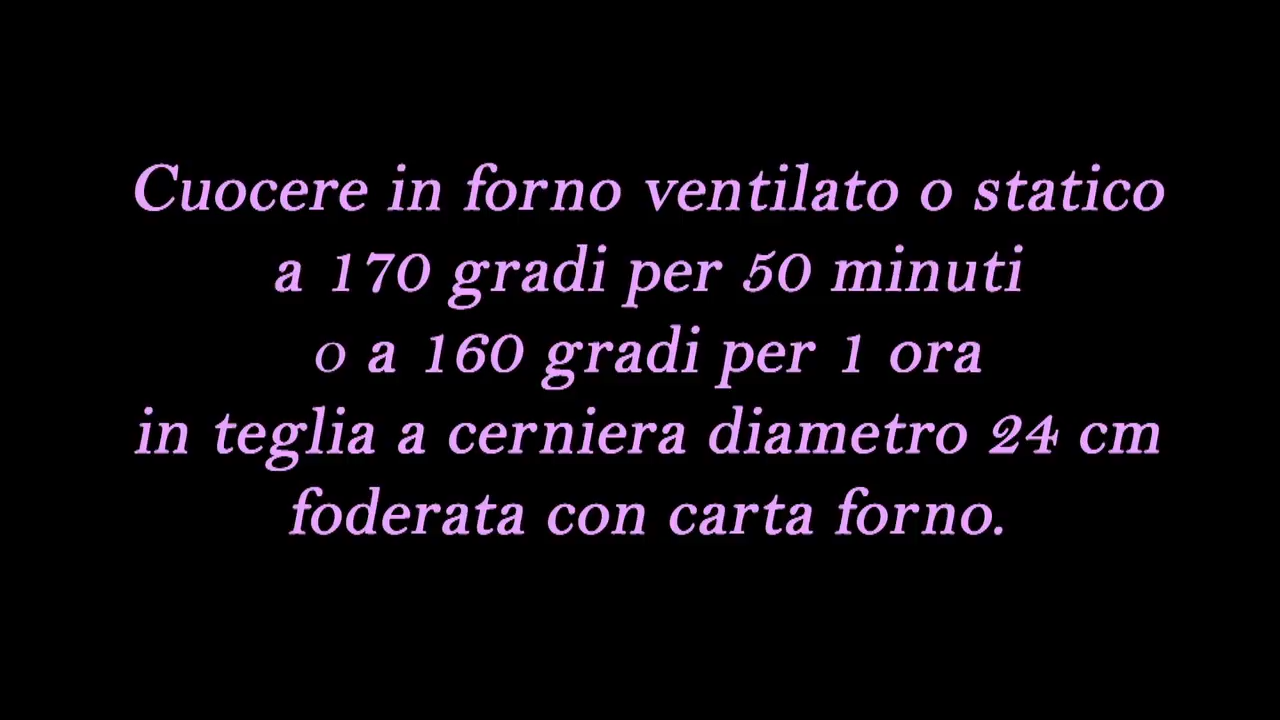 Cuocere in forno ventilato o statico
a 170 gradi per 50 minuti
o a 160 gradi per 1 ora
in teglia a cerniera diametro 24 cm
foderata con carta forno.